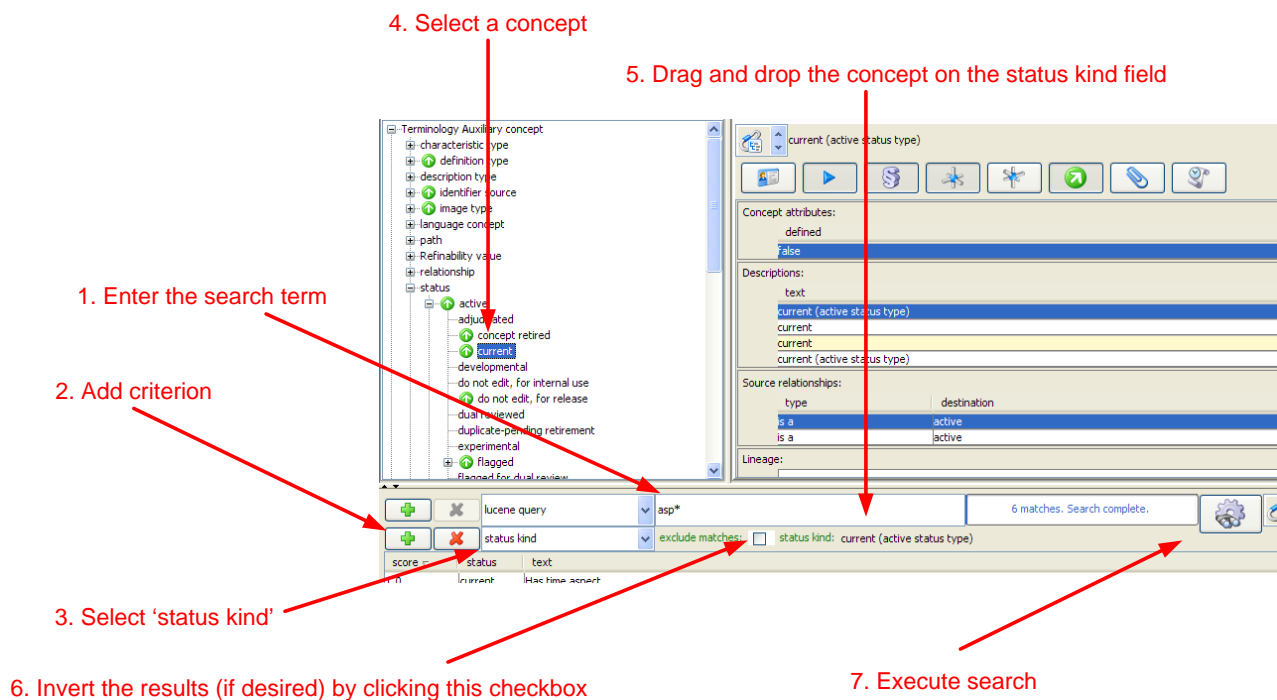 4. Select a concept
5. Drag and drop the concept on the status kind field
Terminology Auxiliary concept
characteristic type
definition type
description type
identifier source
image type
language concept
path
Refinability value
relationship
status
active
adjudicated
concept retired
current
developmental
do not edit, for internal use
do not edit, for release
dual reviewed
duplicate-pending retirement
experimental
flagged
flagged for dual review
current (active status type)
Concept attributes:
defined
false
Descriptions:
text
current (active status type)
current
current
current (active status type)
Source relationships:
type destination
is a active
is a active
Lineage:
1. Enter the search term
2. Add criterion
lucene query asp* 6 matches. Search complete.
status kind exclude matches: status kind: current (active status type)
score status text
1.0 current Has time aspect
3. Select ‘status kind’
6. Invert the results (if desired) by clicking this checkbox
7. Execute search